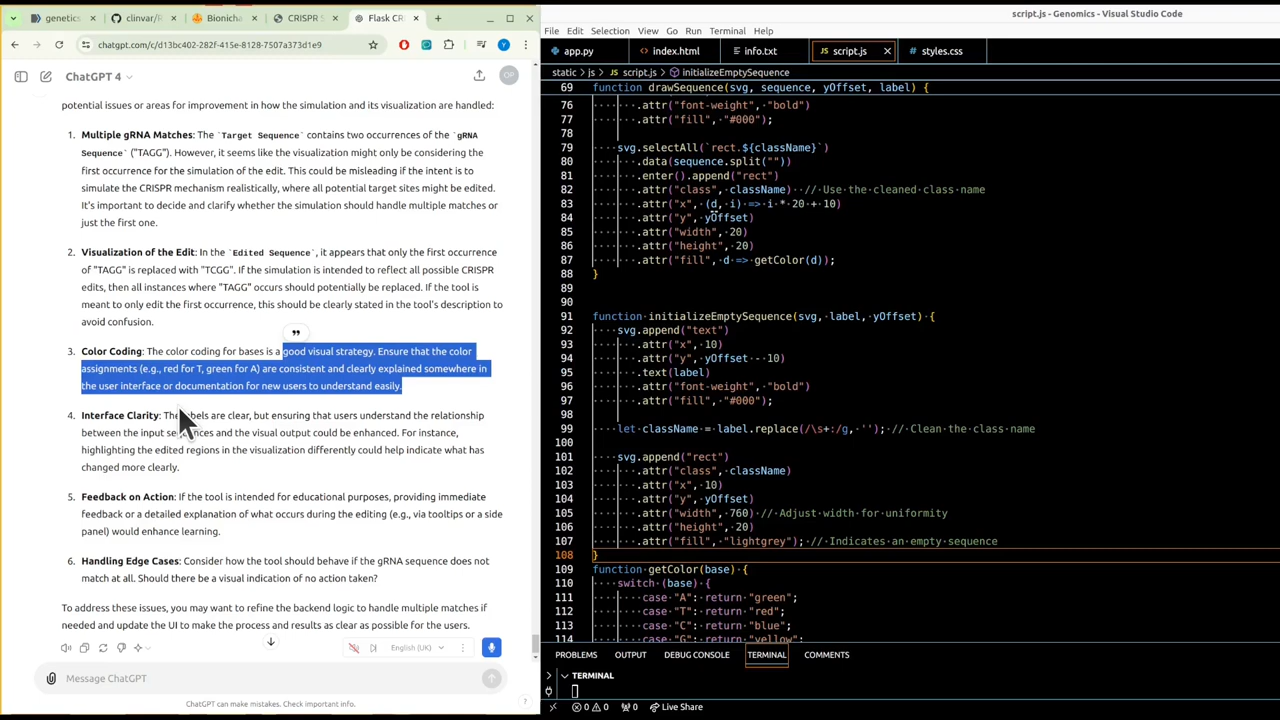 genetics
clinvar/R
Bionicha
CRISPR S
Flask CR
chatgpt.com/c/d13bc402-282f-415e-8128-7507a373d1e9
ChatGPT 4
OP
potential issues or areas for improvement in how the simulation and its visualization are handled:
1. Multiple gRNA Matches: The `Target Sequence` contains two occurrences of the `gRNA
Sequence` ("TAGG"). However, it seems like the visualization might only be considering the
first occurrence for the simulation of the edit. This could be misleading if the intent is to
simulate the CRISPR mechanism realistically, where all potential target sites might be edited.
It's important to decide and clarify whether the simulation should handle multiple matches or
just the first one.
2. Visualization of the Edit: In the `Edited Sequence`, it appears that only the first occurrence
of "TAGG" is replaced with "TCGG". If the simulation is intended to reflect all possible CRISPR
edits, then all instances where "TAGG" occurs should potentially be replaced. If the tool is
meant to only edit the first occurrence, this should be clearly stated in the tool's description to
avoid confusion.
3. Color Coding: The color coding for bases is a good visual strategy. Ensure that the color
assignments (e.g., red for T, green for A) are consistent and clearly explained somewhere in
the user interface or documentation for new users to understand easily.
4. Interface Clarity: The labels are clear, but ensuring that users understand the relationship
between the input sequences and the visual output could be enhanced. For instance,
highlighting the edited regions in the visualization differently could help indicate what has
changed more clearly.
5. Feedback on Action: If the tool is intended for educational purposes, providing immediate
feedback or a detailed explanation of what occurs during the editing (e.g., via tooltips or a side
panel) would enhance learning.
6. Handling Edge Cases: Consider how the tool should behave if the gRNA sequence does not
match at all. Should there be a visual indication of no action taken?
To address these issues, you may want to refine the backend logic to handle multiple matches if
needed and update the UI to make the process and results as clear as possible for the users.
English (UK)
Message ChatGPT
ChatGPT can make mistakes. Check important info.
?
script.js - Genomics - Visual Studio Code
File Edit Selection View Go Run Terminal Help
app.py index.html info.txt script.js styles.css
static > js > script.js > initializeEmptySequence
69 function drawSequence(svg, sequence, yOffset, label) {
76 .attr("font-weight", "bold")
77 .attr("fill", "#000");
78
79 svg.selectAll(`rect.${className}`)
80 .data(sequence.split(""))
81 .enter().append("rect")
82 .attr("class", className) // Use the cleaned class name
83 .attr("x", (d, i) => i * 20 + 10)
84 .attr("y", yOffset)
85 .attr("width", 20)
86 .attr("height", 20)
87 .attr("fill", d => getColor(d));
88 }
89
90
91 function initializeEmptySequence(svg, label, yOffset) {
92 svg.append("text")
93 .attr("x", 10)
94 .attr("y", yOffset - 10)
95 .text(label)
96 .attr("font-weight", "bold")
97 .attr("fill", "#000");
98
99 let className = label.replace(/\s+:/g, ''); // Clean the class name
100
101 svg.append("rect")
102 .attr("class", className)
103 .attr("x", 10)
104 .attr("y", yOffset)
105 .attr("width", 760) // Adjust width for uniformity
106 .attr("height", 20)
107 .attr("fill", "lightgrey"); // Indicates an empty sequence
108 }
109 function getColor(base) {
110 switch (base) {
111 case "A": return "green";
112 case "T": return "red";
113 case "C": return "blue";
114 case "G": return "yellow";
PROBLEMS OUTPUT DEBUG CONSOLE TERMINAL COMMENTS
TERMINAL
0 0 0 Live Share